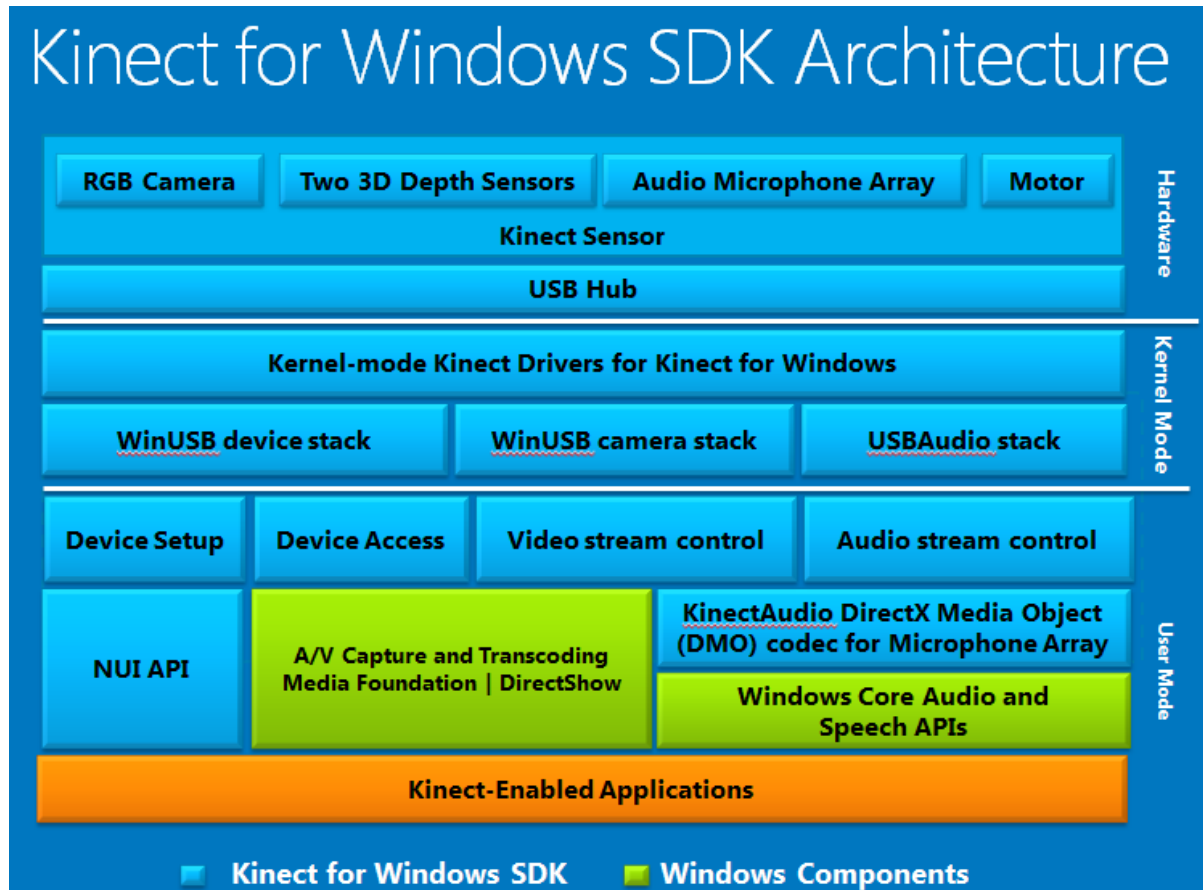 Kinect for Windows SDK Architecture
RGB Camera
Two 3D Depth Sensors
Audio Microphone Array
Motor
Kinect Sensor
USB Hub
Hardware
Kernel-mode Kinect Drivers for Kinect for Windows
WinUSB device stack
WinUSB camera stack
USBAudio stack
Kernel Mode
Device Setup
Device Access
Video stream control
Audio stream control
NUI API
A/V Capture and Transcoding
Media Foundation | DirectShow
KinectAudio DirectX Media Object
(DMO) codec for Microphone Array
Windows Core Audio and
Speech APIs
User Mode
Kinect-Enabled Applications
Kinect for Windows SDK
Windows Components